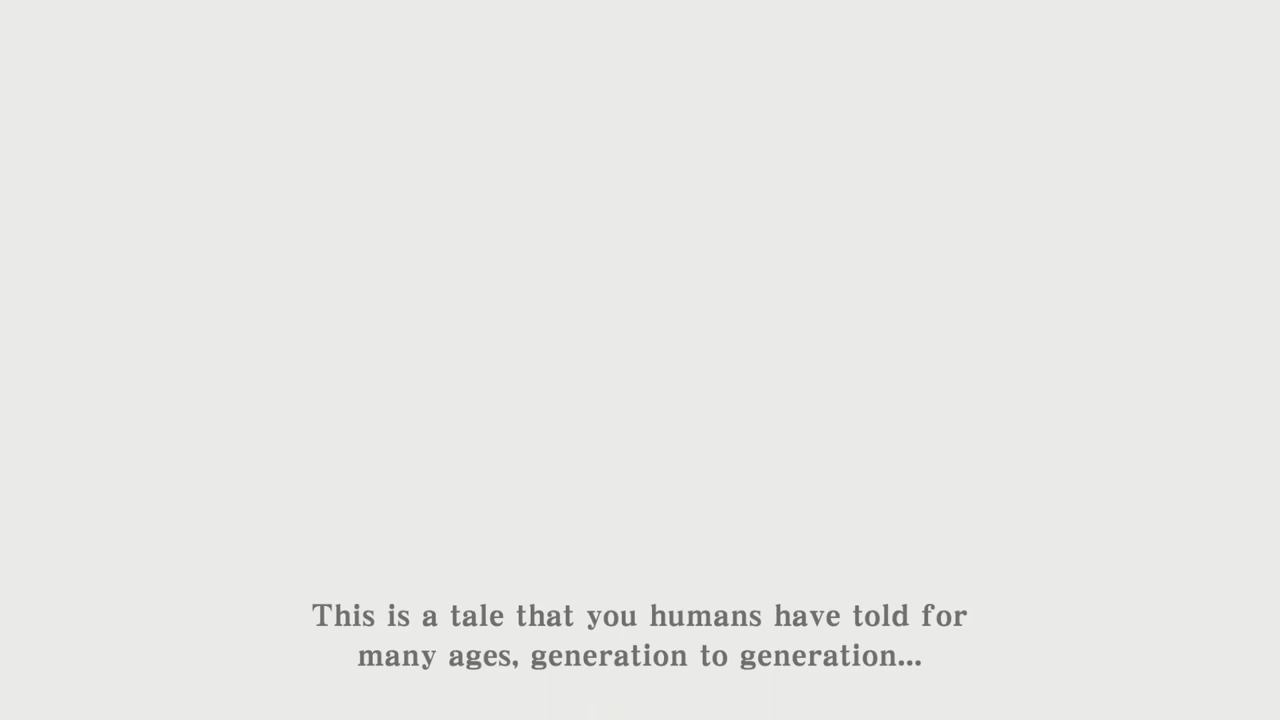 This is a tale that you humans have told for
many ages, generation to generation...